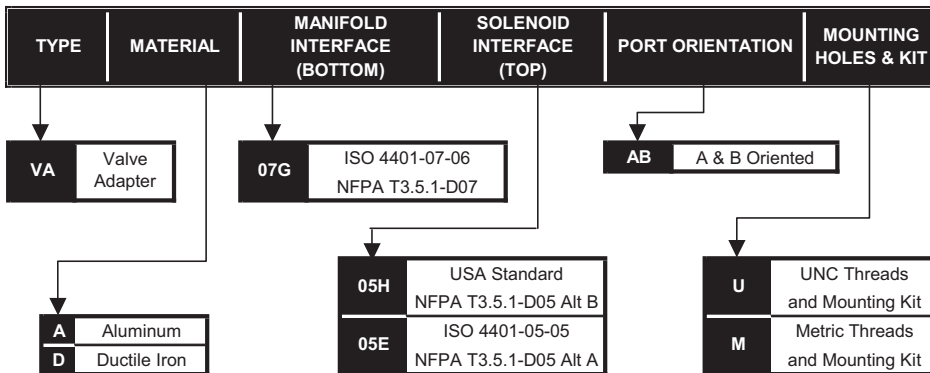 TYPE
MATERIAL
MANIFOLD
INTERFACE
(BOTTOM)
SOLENOID
INTERFACE
(TOP)
PORT ORIENTATION
MOUNTING
HOLES & KIT
VA
Valve
Adapter
07G
ISO 4401-07-06
NFPA T3.5.1-D07
AB
A & B Oriented
A
Aluminum
D
Ductile Iron
05H
USA Standard
NFPA T3.5.1-D05 Alt B
05E
ISO 4401-05-05
NFPA T3.5.1-D05 Alt A
U
UNC Threads
and Mounting Kit
M
Metric Threads
and Mounting Kit